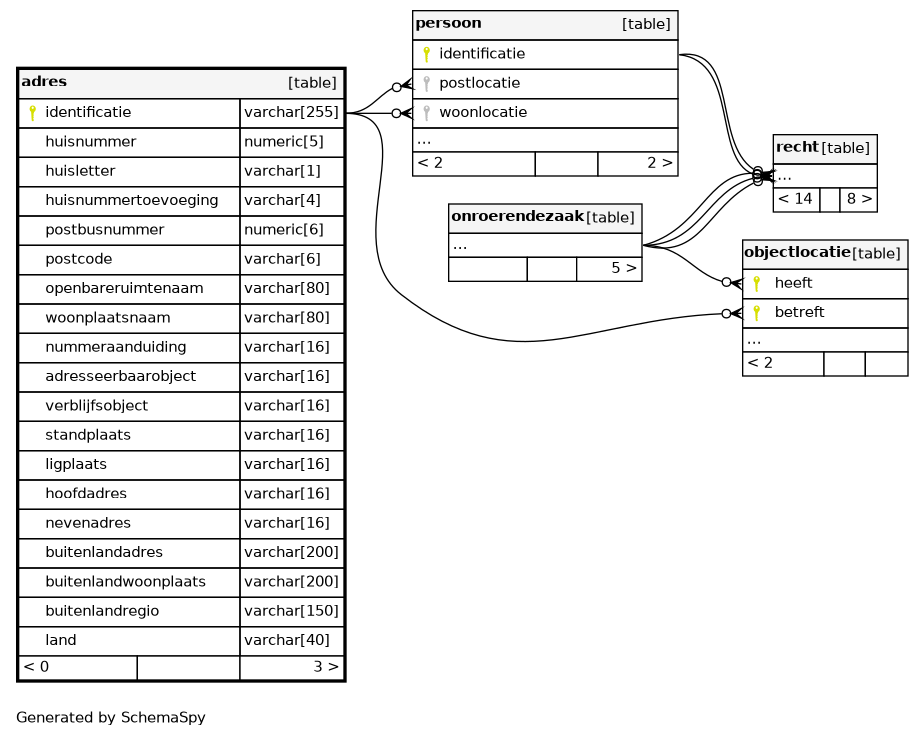 adres [table]
identificatie varchar[255]
huisnummer numeric[5]
huisletter varchar[1]
huisnummertoevoeging varchar[4]
postbusnummer numeric[6]
postcode varchar[6]
openbareruimtenaam varchar[80]
woonplaatsnaam varchar[80]
nummeraanduiding varchar[16]
adresseerbaarobject varchar[16]
verblijfsobject varchar[16]
standplaats varchar[16]
ligplaats varchar[16]
hoofdadres varchar[16]
nevenadres varchar[16]
buitenlandadres varchar[200]
buitenlandwoonplaats varchar[200]
buitenlandregio varchar[150]
land varchar[40]
< 0 3 >
persoon [table]
identificatie
postlocatie
woonlocatie
...
< 2 2 >
onroerendezaak [table]
...
5 >
recht [table]
...
< 14 8 >
objectlocatie [table]
heeft
betreft
...
< 2
Generated by SchemaSpy